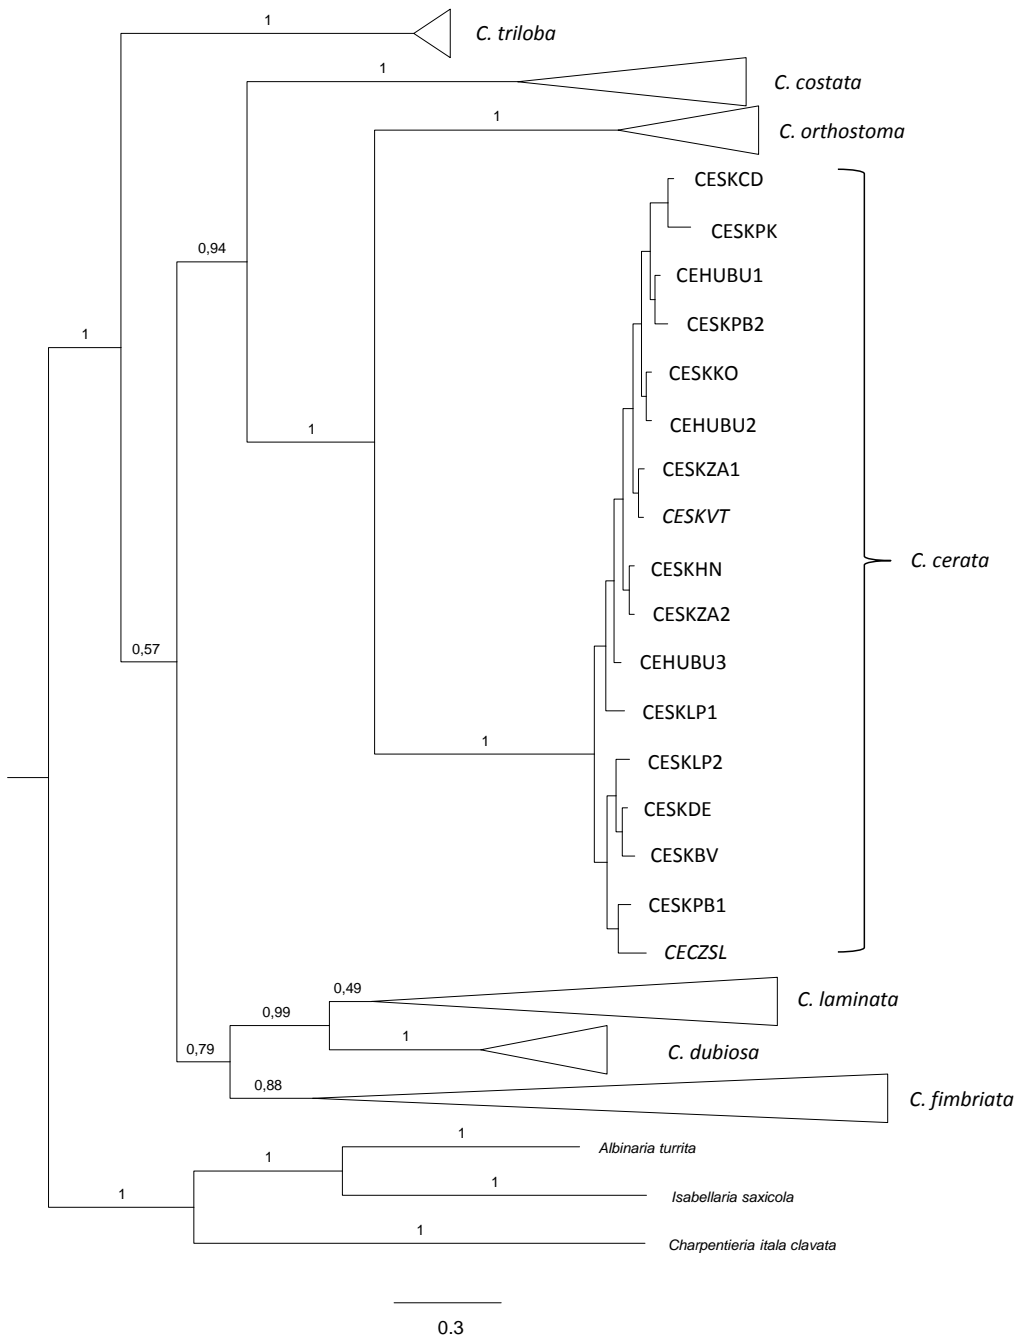 1
C. triloba
1
C. costata
1
C. orthostoma
CESKCD
CESKPK
0,94
CEHUBU1
CESKPB2
1
CESKKO
CEHUBU2
1
CESKZA1
CESKVT
C. cerata
CESKHN
CESKZA2
0,57
CEHUBU3
CESKLP1
1
CESKLP2
CESKDE
CESKBV
CESKPB1
CECZSL
0,49
C. laminata
0,99
1
C. dubiosa
0,79
0,88
C. fimbriata
1
Albinaria turrita
1
1
Isabellaria saxicola
1
1
Charpentieria itala clavata
0.3